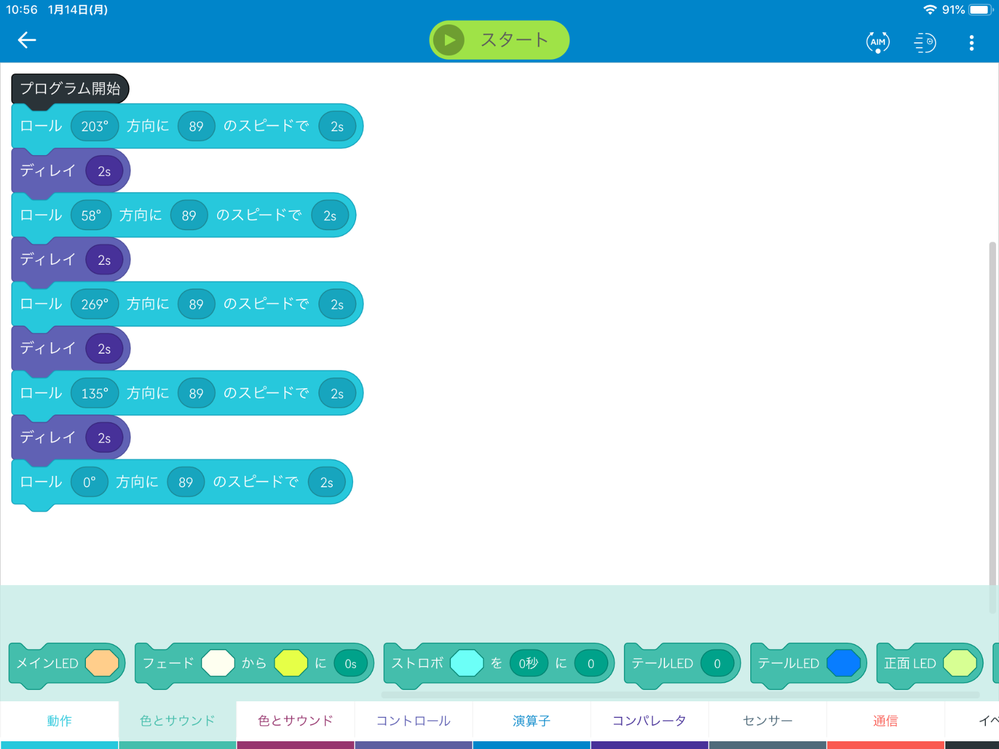 10:56 1月14日(月) 91%
スタート AIM
プログラム開始
ロール 203° 方向に 89 のスピードで 2s
ディレイ 2s
ロール 58° 方向に 89 のスピードで 2s
ディレイ 2s
ロール 269° 方向に 89 のスピードで 2s
ディレイ 2s
ロール 135° 方向に 89 のスピードで 2s
ディレイ 2s
ロール 0° 方向に 89 のスピードで 2s
メインLED フェード から に 0s ストロボ を 0秒 に 0 テールLED 0 テールLED 正面 LED
動作 色とサウンド 色とサウンド コントロール 演算子 コンパレータ センサー 通信 イベ